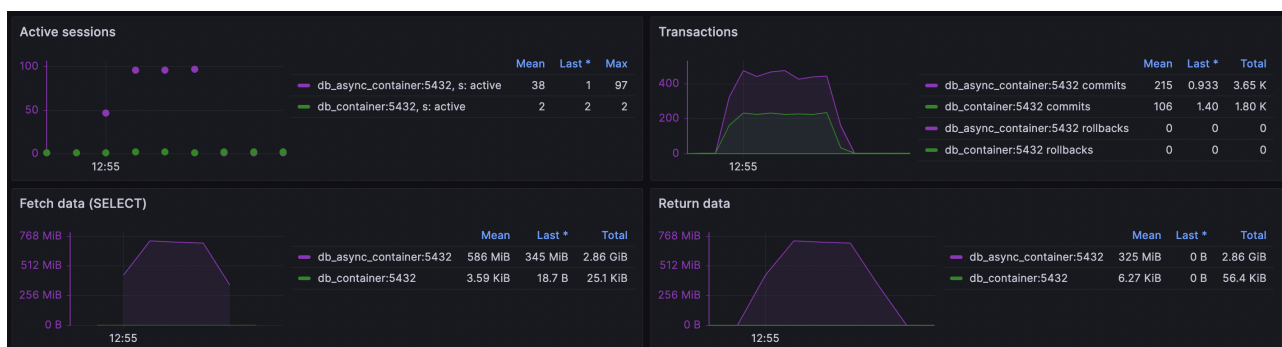 Active sessions
100
50
0
12:55
Mean Last * Max
db_async_container:5432, s: active 38 1 97
db_container:5432, s: active 2 2 2
Transactions
400
200
0
12:55
Mean Last * Total
db_async_container:5432 commits 215 0.933 3.65 K
db_container:5432 commits 106 1.40 1.80 K
db_async_container:5432 rollbacks 0 0 0
db_container:5432 rollbacks 0 0 0
Fetch data (SELECT)
768 MiB
512 MiB
256 MiB
0 B
12:55
Mean Last * Total
db_async_container:5432 586 MiB 345 MiB 2.86 GiB
db_container:5432 3.59 KiB 18.7 B 25.1 KiB
Return data
768 MiB
512 MiB
256 MiB
0 B
12:55
Mean Last * Total
db_async_container:5432 325 MiB 0 B 2.86 GiB
db_container:5432 6.27 KiB 0 B 56.4 KiB